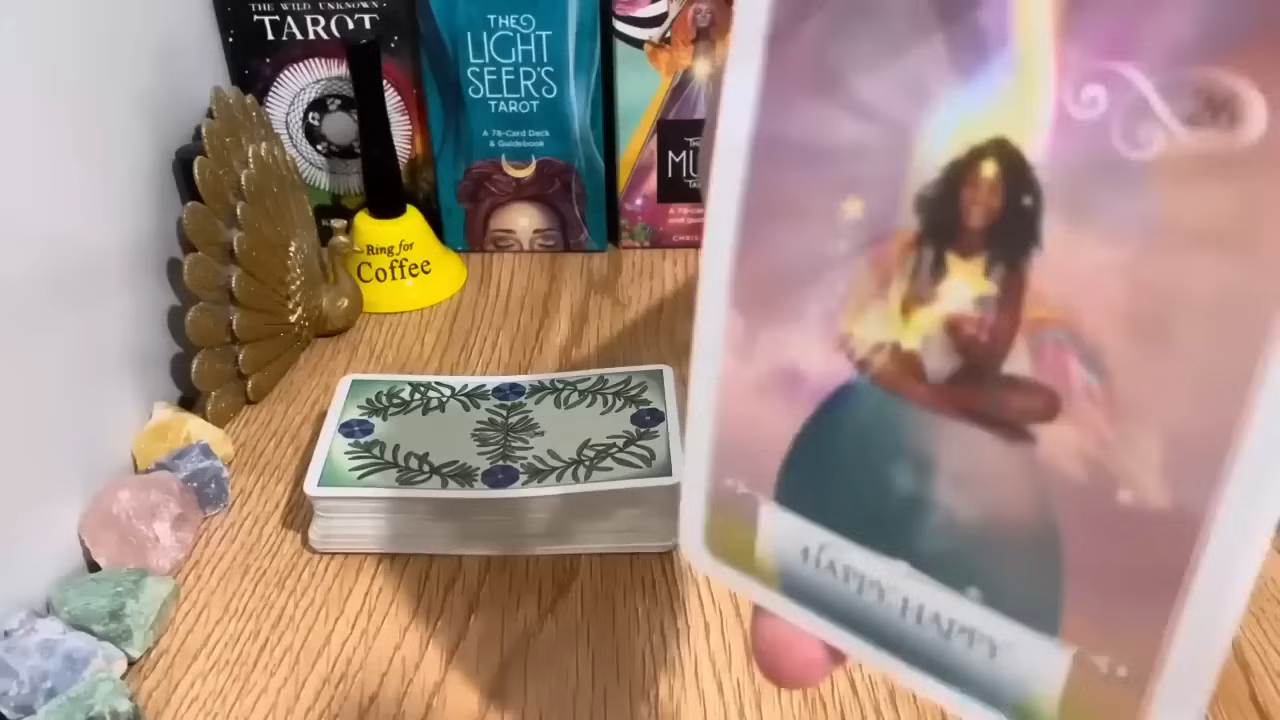 THE WILD UNKNOWN
TAROT
THE
LIGHT
SEER'S
TAROT
A 78-Card Deck
& Guidebook
Ring for
Coffee
HAPPY, HAPPY